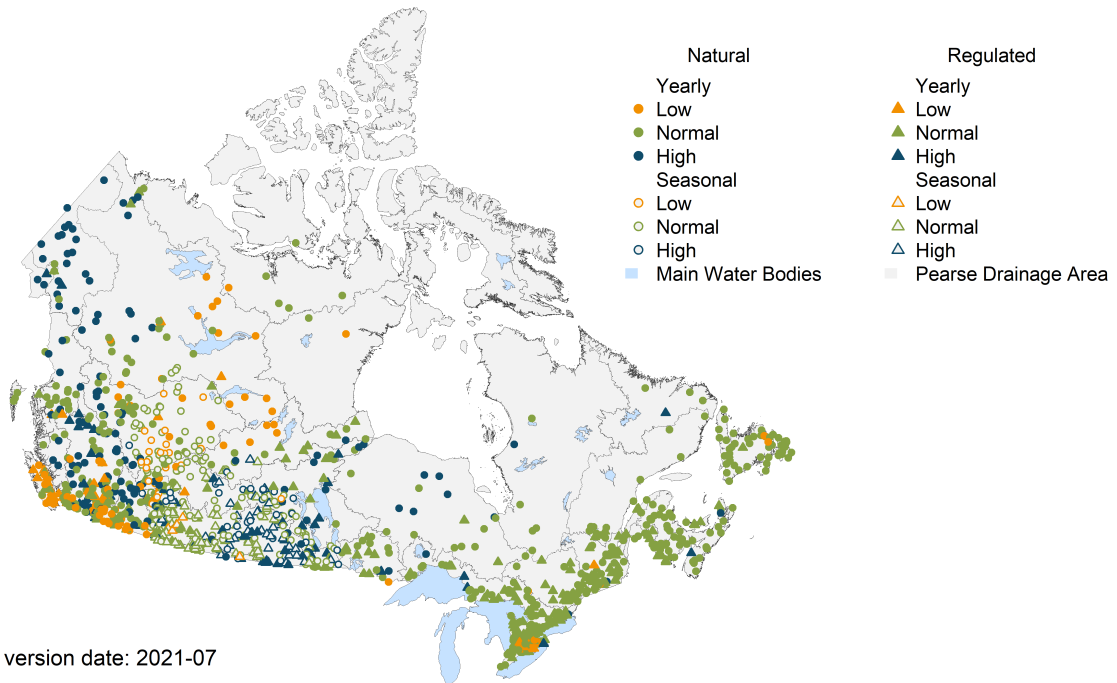 Natural
Yearly
Low
Normal
High
Seasonal
Low
Normal
High
Main Water Bodies
Regulated
Yearly
Low
Normal
High
Seasonal
Low
Normal
High
Pearse Drainage Area
version date: 2021-07